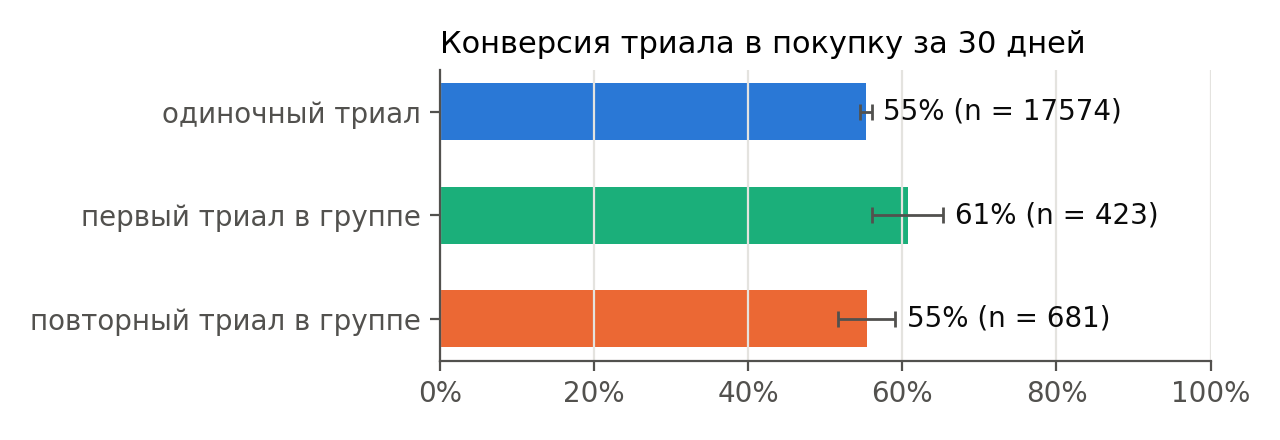 Конверсия триала в покупку за 30 дней
одиночный триал
55% (n = 17574)
первый триал в группе
61% (n = 423)
повторный триал в группе
55% (n = 681)
0% 20% 40% 60% 80% 100%